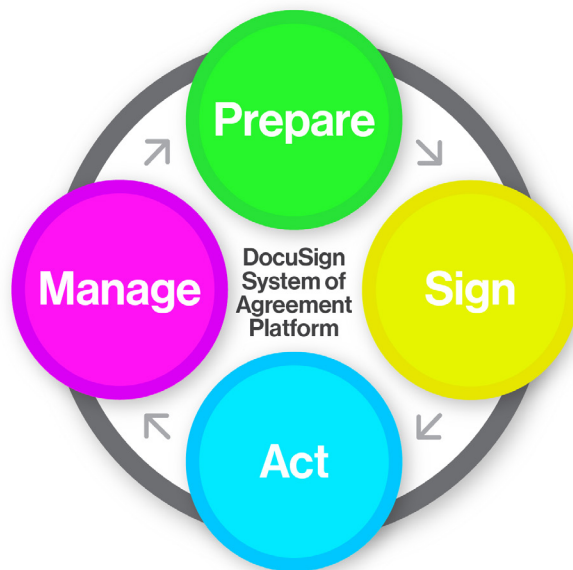 Prepare
Manage
DocuSign
System of
Agreement
Platform
Sign
Act